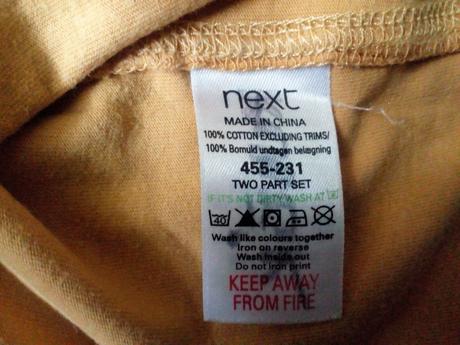 next
MADE IN CHINA
100% COTTON EXCLUDING TRIMS/
100% Bomuld undtagen belægning
455-231
TWO PART SET
IF IT'S NOT DIRTY WASH AT
40
Wash like colours together
Iron on reverse
Wash inside out
Do not iron print
KEEP AWAY
FROM FIRE